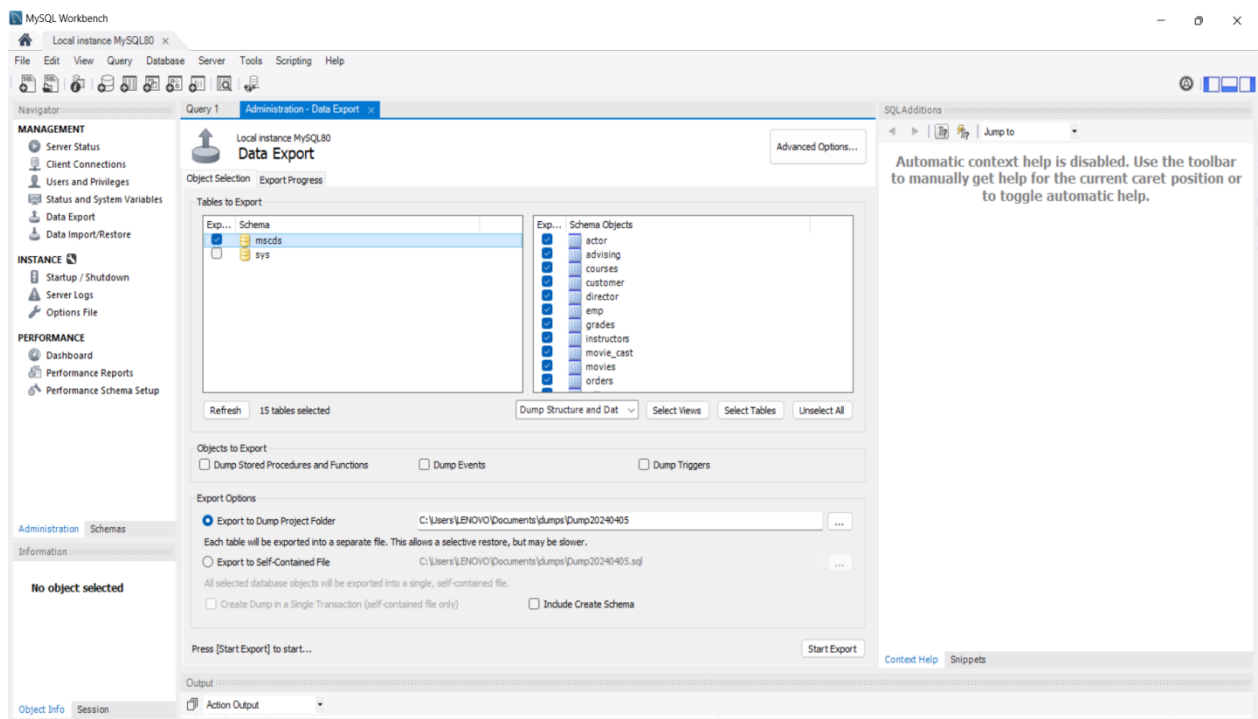 MySQL Workbench
Local instance MySQL80 ×
File Edit View Query Database Server Tools Scripting Help
Navigator
MANAGEMENT
Server Status
Client Connections
Users and Privileges
Status and System Variables
Data Export
Data Import/Restore
INSTANCE
Startup / Shutdown
Server Logs
Options File
PERFORMANCE
Dashboard
Performance Reports
Performance Schema Setup
Administration Schemas
Information
No object selected
Object Info Session
Query 1 Administration - Data Export ×
Local instance MySQL80
Data Export
Advanced Options...
Object Selection Export Progress
Tables to Export
Exp... Schema
mscds
sys
Exp... Schema Objects
actor
advising
courses
customer
director
emp
grades
instructors
movie_cast
movies
orders
Refresh 15 tables selected Dump Structure and Dat Select Views Select Tables Unselect All
Objects to Export
Dump Stored Procedures and Functions Dump Events Dump Triggers
Export Options
Export to Dump Project Folder C:\Users\LENOVO\Documents\dumps\Dump20240405 ...
Each table will be exported into a separate file. This allows a selective restore, but may be slower.
Export to Self-Contained File C:\Users\LENOVO\Documents\dumps\Dump20240405.sql ...
All selected database objects will be exported into a single, self-contained file.
Create Dump in a Single Transaction (self-contained file only) Include Create Schema
Press [Start Export] to start... Start Export
Output
Action Output
SQLAdditions
Jump to
Automatic context help is disabled. Use the toolbar
to manually get help for the current caret position or
to toggle automatic help.
Context Help Snippets